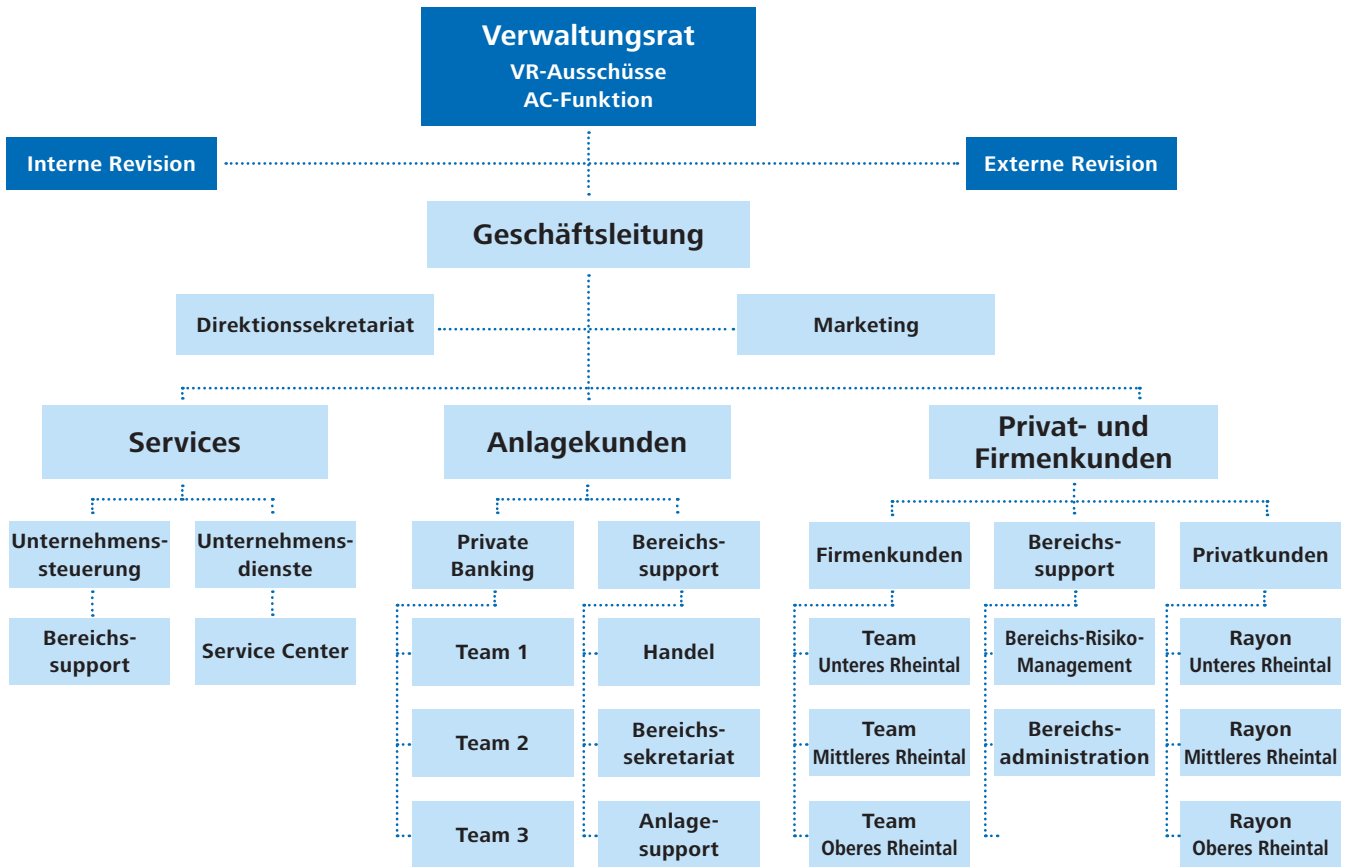 Verwaltungsrat
VR-Ausschüsse
AC-Funktion
Interne Revision
Externe Revision
Geschäftsleitung
Direktionssekretariat
Marketing
Services
Anlagekunden
Privat- und
Firmenkunden
Unternehmens-
steuerung
Unternehmens-
dienste
Private
Banking
Bereichs-
support
Firmenkunden
Bereichs-
support
Privatkunden
Bereichs-
support
Service Center
Team 1
Handel
Team
Unteres Rheintal
Bereichs-Risiko-
Management
Rayon
Unteres Rheintal
Team 2
Bereichs-
sekretariat
Team
Mittleres Rheintal
Bereichs-
administration
Rayon
Mittleres Rheintal
Team 3
Anlage-
support
Team
Oberes Rheintal
Rayon
Oberes Rheintal